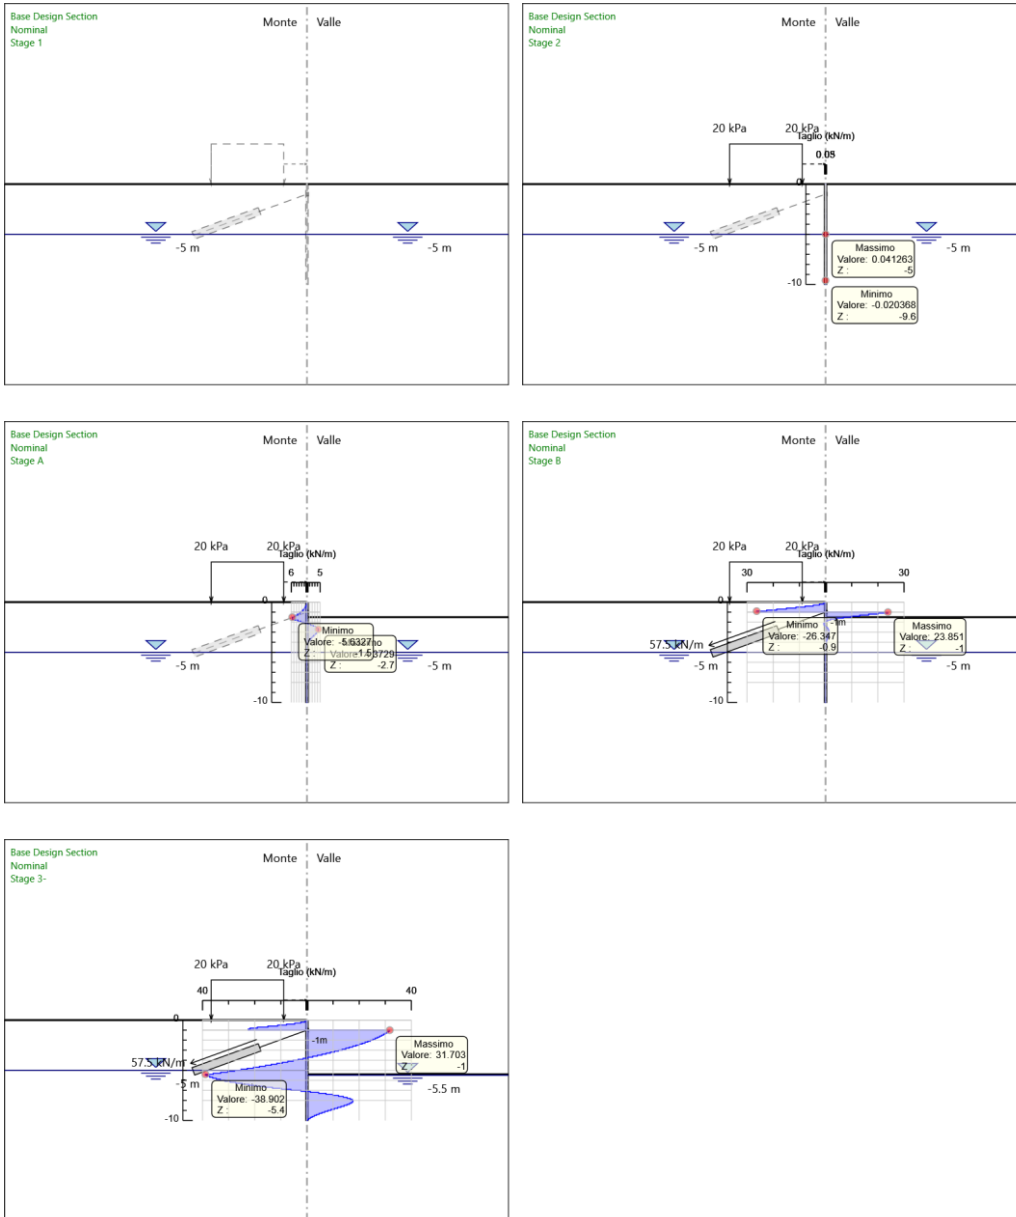 Base Design Section
Nominal
Stage 1
Monte
Valle
-5 m
-5 m
Base Design Section
Nominal
Stage 2
Monte
Valle
20 kPa
20 kPa
Taglio (kN/m)
0
-5 m
-5 m
-10
Massimo
Valore: 0.041263
Z : -5
Minimo
Valore: -0.020368
Z : -9.6
Base Design Section
Nominal
Stage A
Monte
Valle
20 kPa
20 kPa
Taglio (kN/m)
6
5
0
Minimo
Valore: -5.6327
Z : -1.5
Z : -2.7
-5 m
-5 m
-10
Base Design Section
Nominal
Stage B
Monte
Valle
20 kPa
20 kPa
Taglio (kN/m)
30
30
0
-1m
Minimo
Valore: -26.347
Z : -0.9
Massimo
Valore: 23.851
Z : -1
-5 m
-5 m
-10
Base Design Section
Nominal
Stage 3-
Monte
Valle
20 kPa
20 kPa
Taglio (kN/m)
40
40
0
-1m
Massimo
Valore: 31.703
Z : -1
-5 m
-5.5 m
Minimo
Valore: -38.902
Z : -5.4
-10